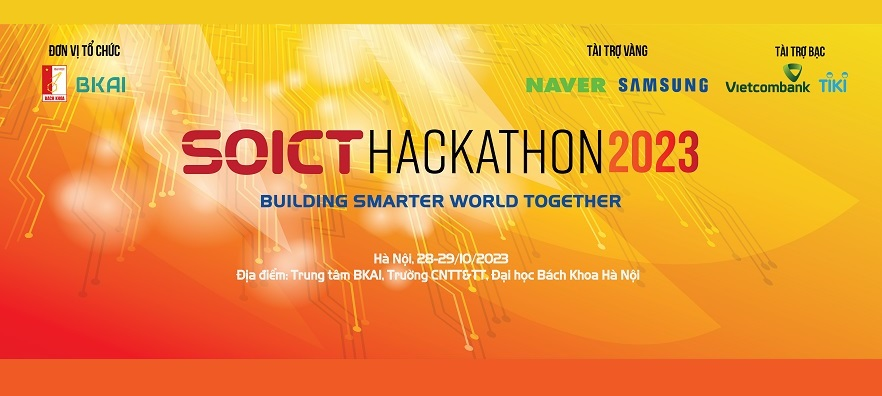 ĐƠN VỊ TỔ CHỨC
BÁCH KHOA
BKAI
TÀI TRỢ VÀNG
NAVER SAMSUNG
TÀI TRỢ BẠC
Vietcombank TIKI
SOICT HACKATHON 2023
BUILDING SMARTER WORLD TOGETHER
Hà Nội, 28-29/10/2023
Địa điểm: Trung tâm BKAI, Trường CNTT&TT, Đại học Bách Khoa Hà Nội